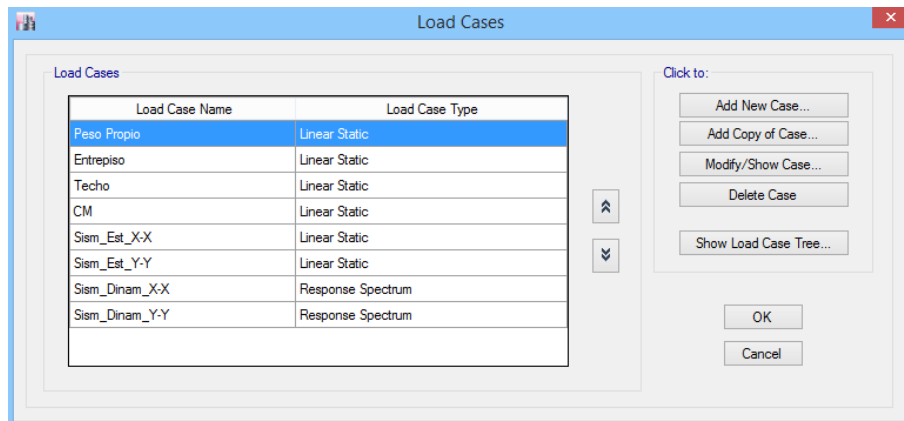 Load Cases
Load Cases
Click to:
Load Case Name Load Case Type
Peso Propio Linear Static
Entrepiso Linear Static
Techo Linear Static
CM Linear Static
Sism_Est_X-X Linear Static
Sism_Est_Y-Y Linear Static
Sism_Dinam_X-X Response Spectrum
Sism_Dinam_Y-Y Response Spectrum
Add New Case...
Add Copy of Case...
Modify/Show Case...
Delete Case
Show Load Case Tree...
OK
Cancel